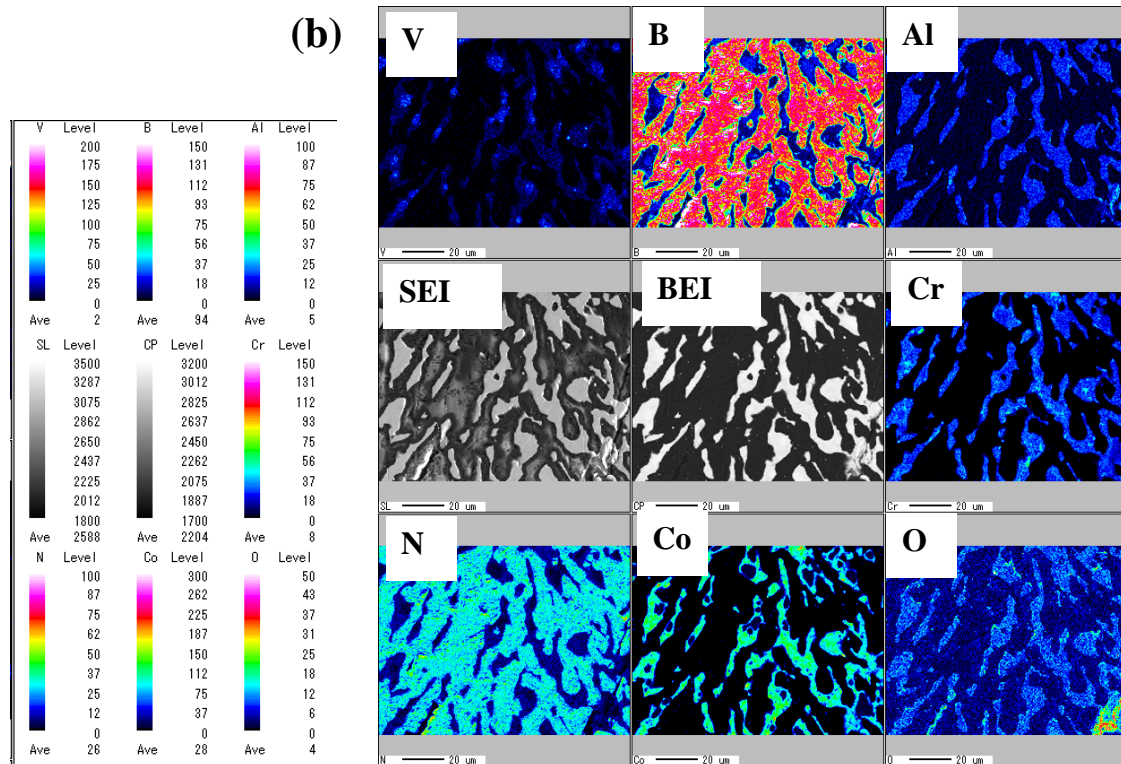 (b)
V Level B Level Al Level
200 150 100
175 131 87
150 112 75
125 93 62
100 75 50
75 56 37
50 37 25
25 18 12
0 0 0
Ave 2 Ave 94 Ave 5
SL Level CP Level Cr Level
3500 3200 150
3287 3012 131
3075 2825 112
2862 2637 93
2650 2450 75
2437 2262 56
2225 2075 37
2012 1887 18
1800 1700 0
Ave 2588 Ave 2204 Ave 8
N Level Co Level O Level
100 300 50
87 262 43
75 225 37
62 187 31
50 150 25
37 112 18
25 75 12
12 37 6
0 0 0
Ave 26 Ave 28 Ave 4
V B Al
V 20 um B 20 um Al 20 um
SEI BEI Cr
SL 20 um CP 20 um Cr 20 um
N Co O
N 20 um Co 20 um O 20 um